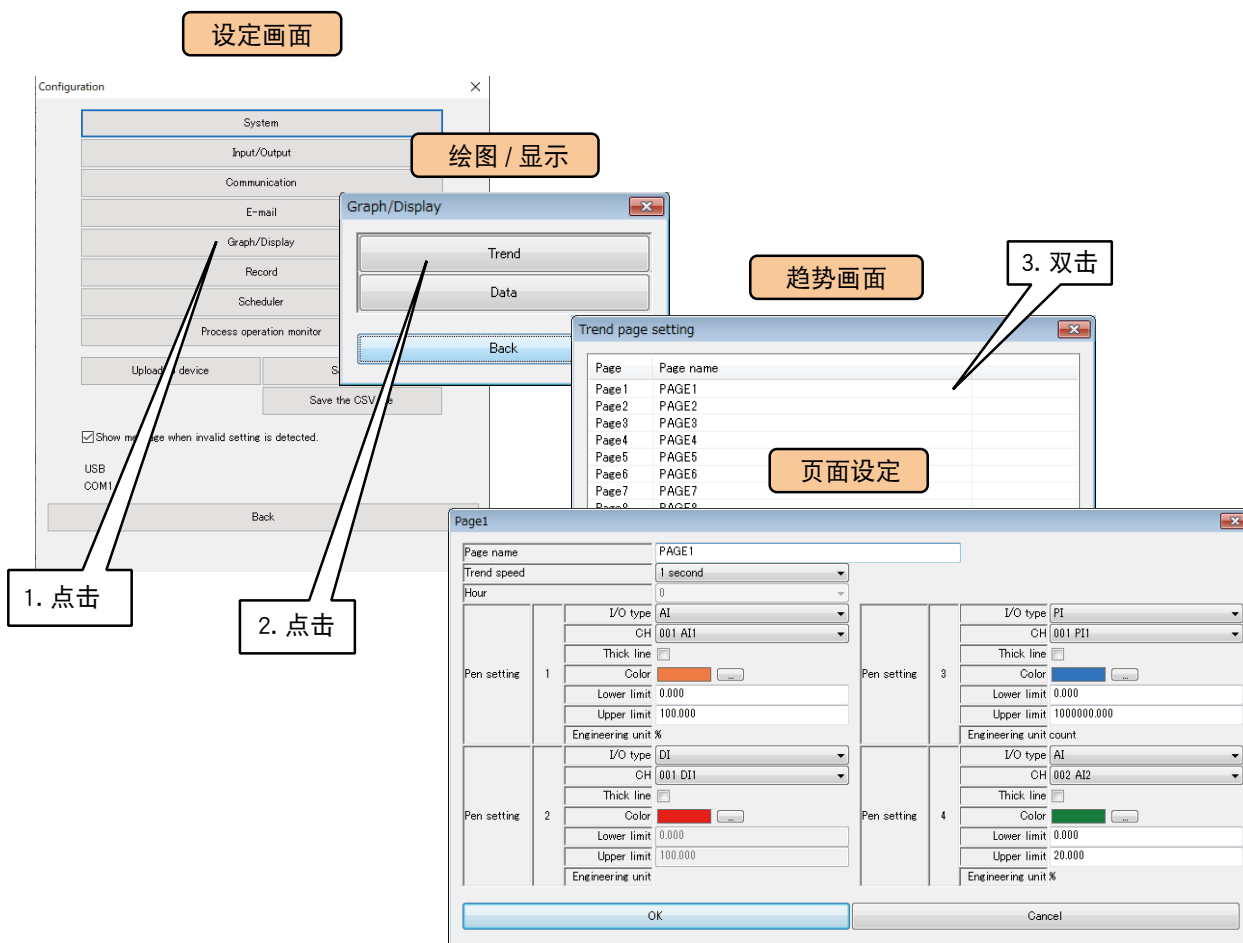 设定画面
Configuration
System
Input/Output
Communication
E-mail
Graph/Display
Record
Scheduler
Process operation monitor
device
Save the CSV
Show message when invalid setting is detected.
USB
COM1
Back
1. 点击
绘图 / 显示
Graph/Display
Trend
Data
Back
2. 点击
趋势画面
3. 双击
Trend page setting
Page Page name
Page1 PAGE1
Page2 PAGE2
Page3 PAGE3
Page4 PAGE4
Page5 PAGE5
Page6 PAGE6
Page7 PAGE7
Page8 PAGE8
页面设定
Page1
Page name PAGE1
Trend speed 1 second
Hour 0
Pen setting 1
I/O type AI
CH 001 AI1
Thick line
Color ...
Lower limit 0.000
Upper limit 100.000
Engineering unit %
Pen setting 2
I/O type DI
CH 001 DI1
Thick line
Color ...
Lower limit 0.000
Upper limit 100.000
Engineering unit
Pen setting 3
I/O type PI
CH 001 PI1
Thick line
Color ...
Lower limit 0.000
Upper limit 1000000.000
Engineering unit count
Pen setting 4
I/O type AI
CH 002 AI2
Thick line
Color ...
Lower limit 0.000
Upper limit 20.000
Engineering unit %
OK
Cancel